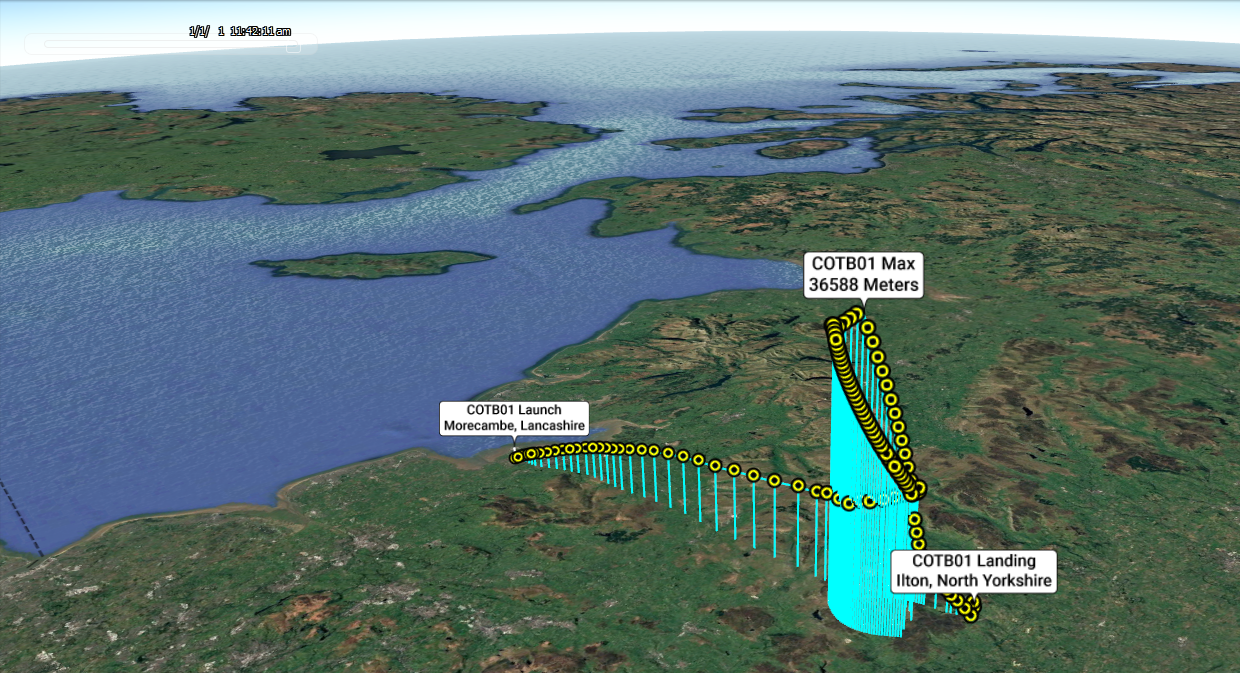 1/1/ 1 11:42:11 am
COTB01 Max
36588 Meters
COTB01 Launch
Morecambe, Lancashire
COTB01 Landing
Ilton, North Yorkshire